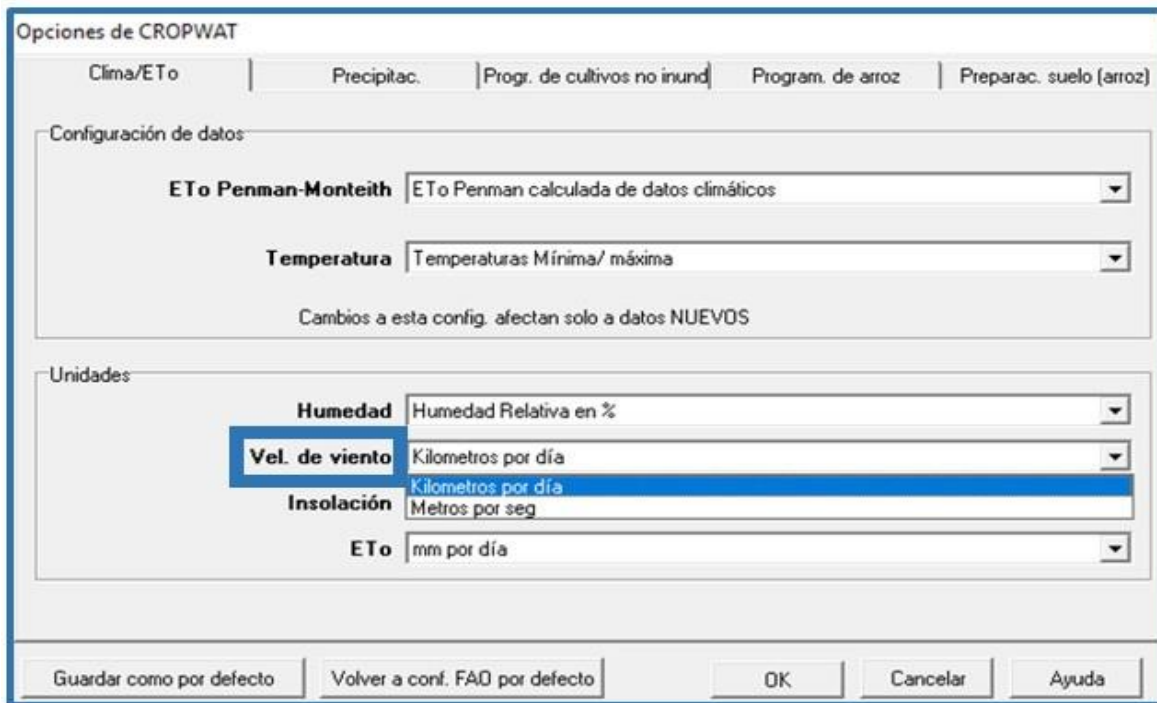 Opciones de CROPWAT
Clima/ETo Precipitac. Progr. de cultivos no inund Program. de arroz Preparac. suelo (arroz)
Configuración de datos
ETo Penman-Monteith ETo Penman calculada de datos climáticos
Temperatura Temperaturas Mínima/ máxima
Cambios a esta config. afectan solo a datos NUEVOS
Unidades
Humedad Humedad Relativa en %
Vel. de viento Kilometros por día
Kilometros por día
Insolación Metros por seg
ETo mm por día
Guardar como por defecto Volver a conf. FAO por defecto OK Cancelar Ayuda